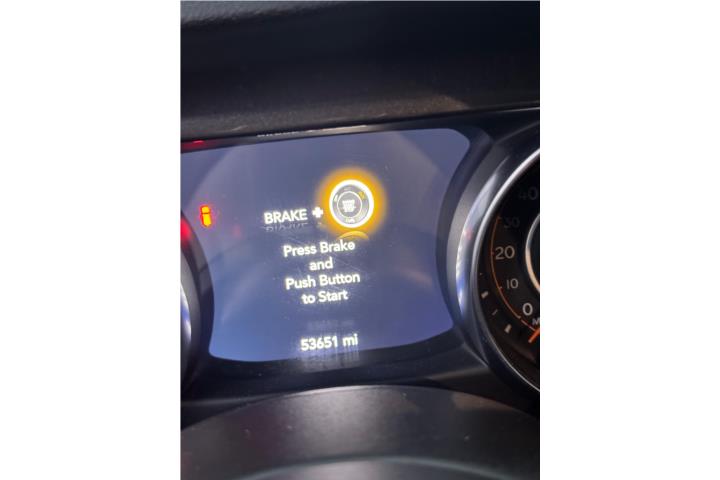 BRAKE +
Press Brake
and
Push Button
to Start
53651 mi
40
30
20
10
0